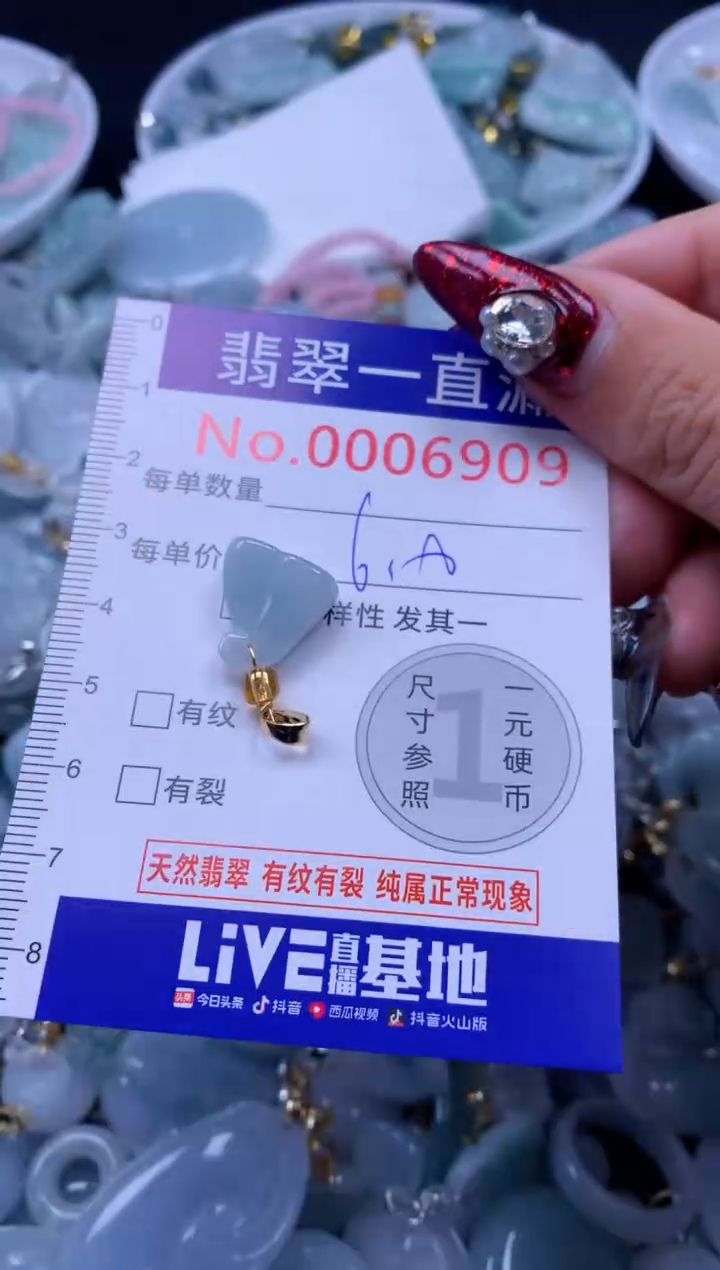 0
1
2
3
4
5
6
7
8
翡翠一直漏
No.0006909
每单数量
每单价
6.A
样性 发其一
有纹
有裂
尺寸参照
1
一元硬币
天然翡翠 有纹有裂 纯属正常现象
LiVE直播基地
头条 今日头条 抖音 西瓜视频 抖音火山版